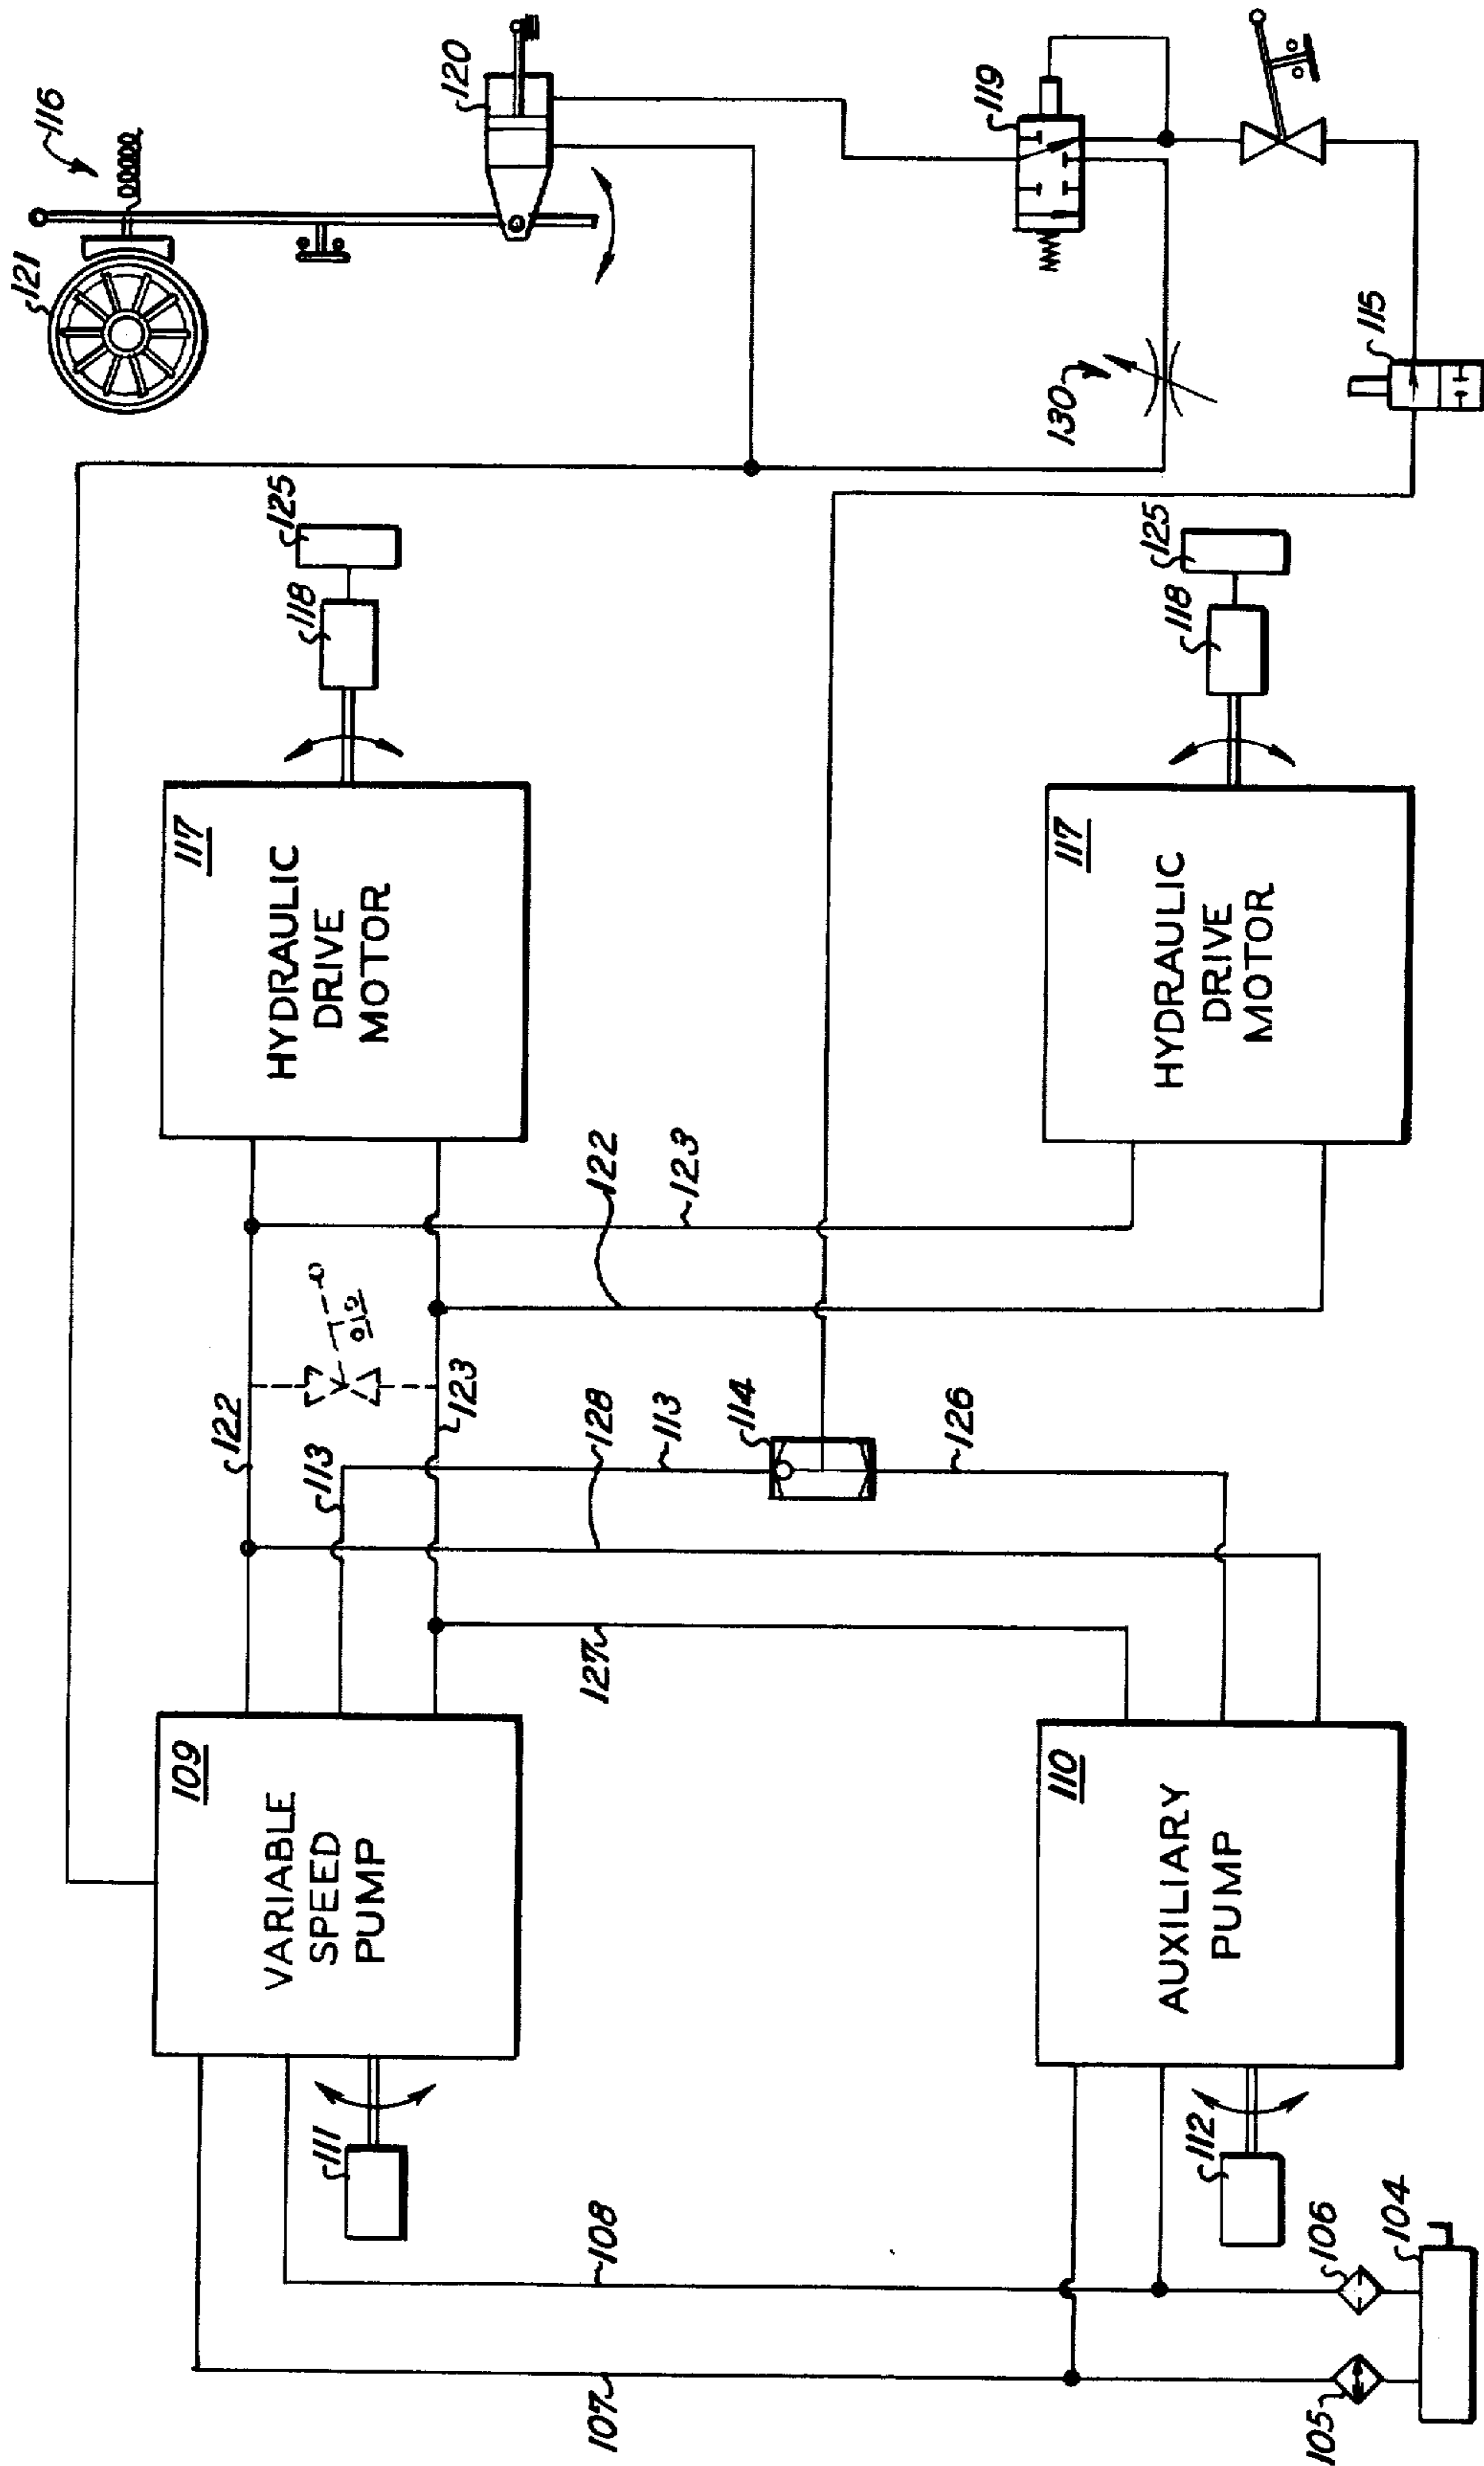 121
116
120
119
130
115
125
118
125
118
117
HYDRAULIC
DRIVE
MOTOR
117
HYDRAULIC
DRIVE
MOTOR
122
123
122
113
123
128
113
114
126
127
109
VARIABLE
SPEED
PUMP
110
AUXILIARY
PUMP
111
112
108
107
106
104
105